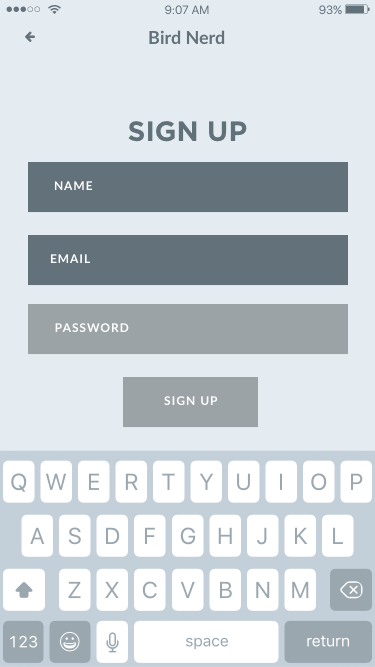 9:07 AM 93%
Bird Nerd
SIGN UP
NAME
EMAIL
PASSWORD
SIGN UP
Q W E R T Y U I O P
A S D F G H J K L
Z X C V B N M
123 space return